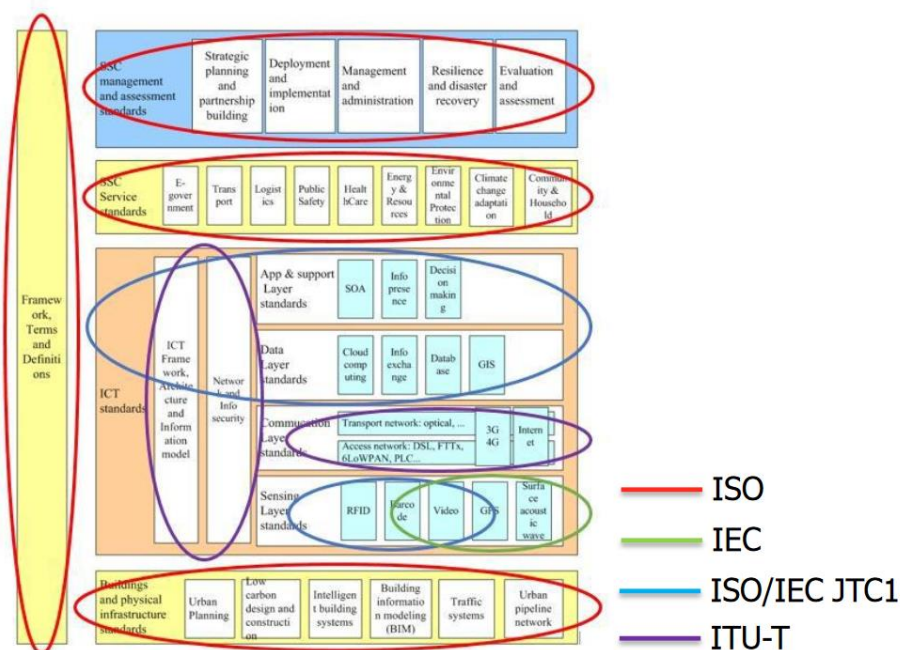 SSC
management
and assessment
standards
Strategic
planning
and
partnership
building
Deployment
and
implementat
ion
Management
and
administration
Resilience
and disaster
recovery
Evaluation
and
assessment
SSC
Service
standards
E-
gover
nment
Trans
port
Logist
ics
Public
Safety
Healt
hCare
Energ
y &
Resou
rces
Envir
onme
ntal
Protec
tion
Climate
change
adaptati
on
Commun
ity &
Househo
ld
Framew
ork,
Terms
and
Definiti
ons
ICT
standards
ICT
Frame
work,
Archite
cture
and
Inform
ation
model
Networ
k and
Info
security
App & support
Layer
standards
SOA
Info
prese
nce
Decisi
on
makin
g
Data
Layer
standards
Cloud
comp
uting
Info
excha
nge
Datab
ase
GIS
Commucation
Layer
standards
Transport network: optical, ...
Access network: DSL, FTTx,
6LoWPAN, PLC...
3G
4G
Intern
et
Sensing
Layer
standards
RFID
Barco
de
Video
GPS
Surfa
ce
acoust
ic
wave
Buildings
and physical
infrastructure
standards
Urban
Planning
Low
carbon
design and
constructi
on
Intelligen
t building
systems
Building
informatio
n modeling
(BIM)
Traffic
systems
Urban
pipeline
network
ISO
IEC
ISO/IEC JTC1
ITU-T